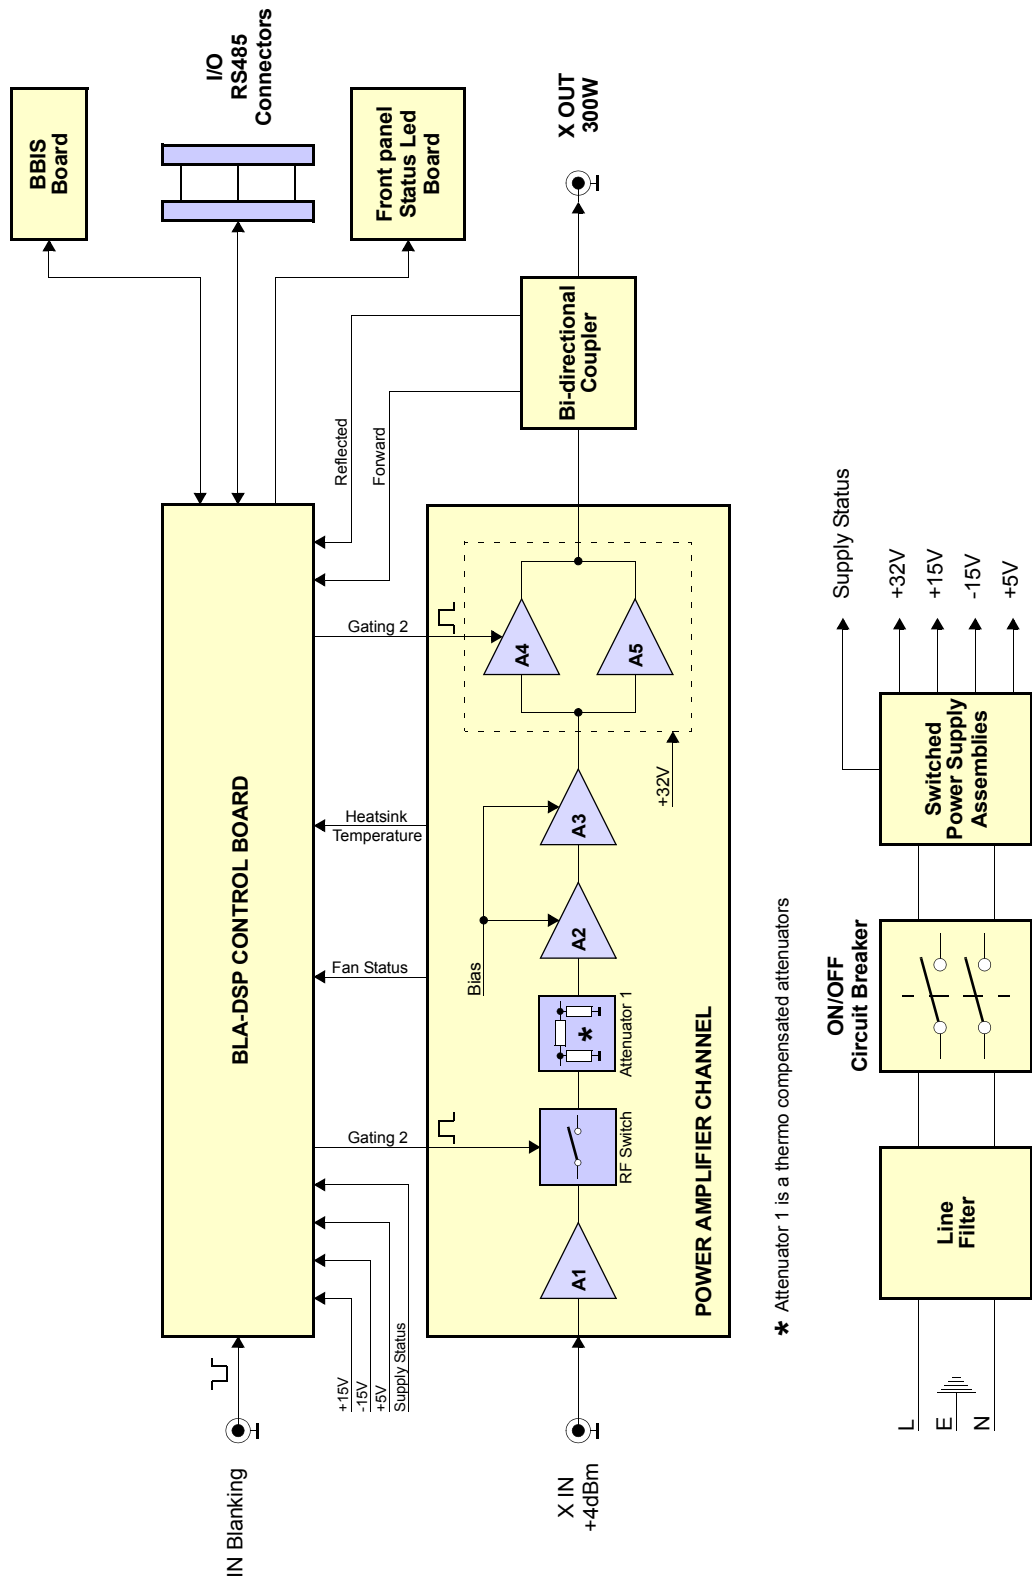 BBIS
Board
I/O
RS485
Connectors
Front panel
Status Led
Board
X OUT
300W
Bi-directional
Coupler
Reflected
Forward
BLA-DSP CONTROL BOARD
Gating 2
Heatsink
Temperature
Fan Status
Gating 2
+15V
-15V
+5V
Supply Status
IN Blanking
X IN
+4dBm
A1
RF Switch
*
Attenuator 1
Bias
A2
A3
+32V
A4
A5
POWER AMPLIFIER CHANNEL
* Attenuator 1 is a thermo compensated attenuators
L
E
N
Line
Filter
ON/OFF
Circuit Breaker
Switched
Power Supply
Assemblies
Supply Status
+32V
+15V
-15V
+5V